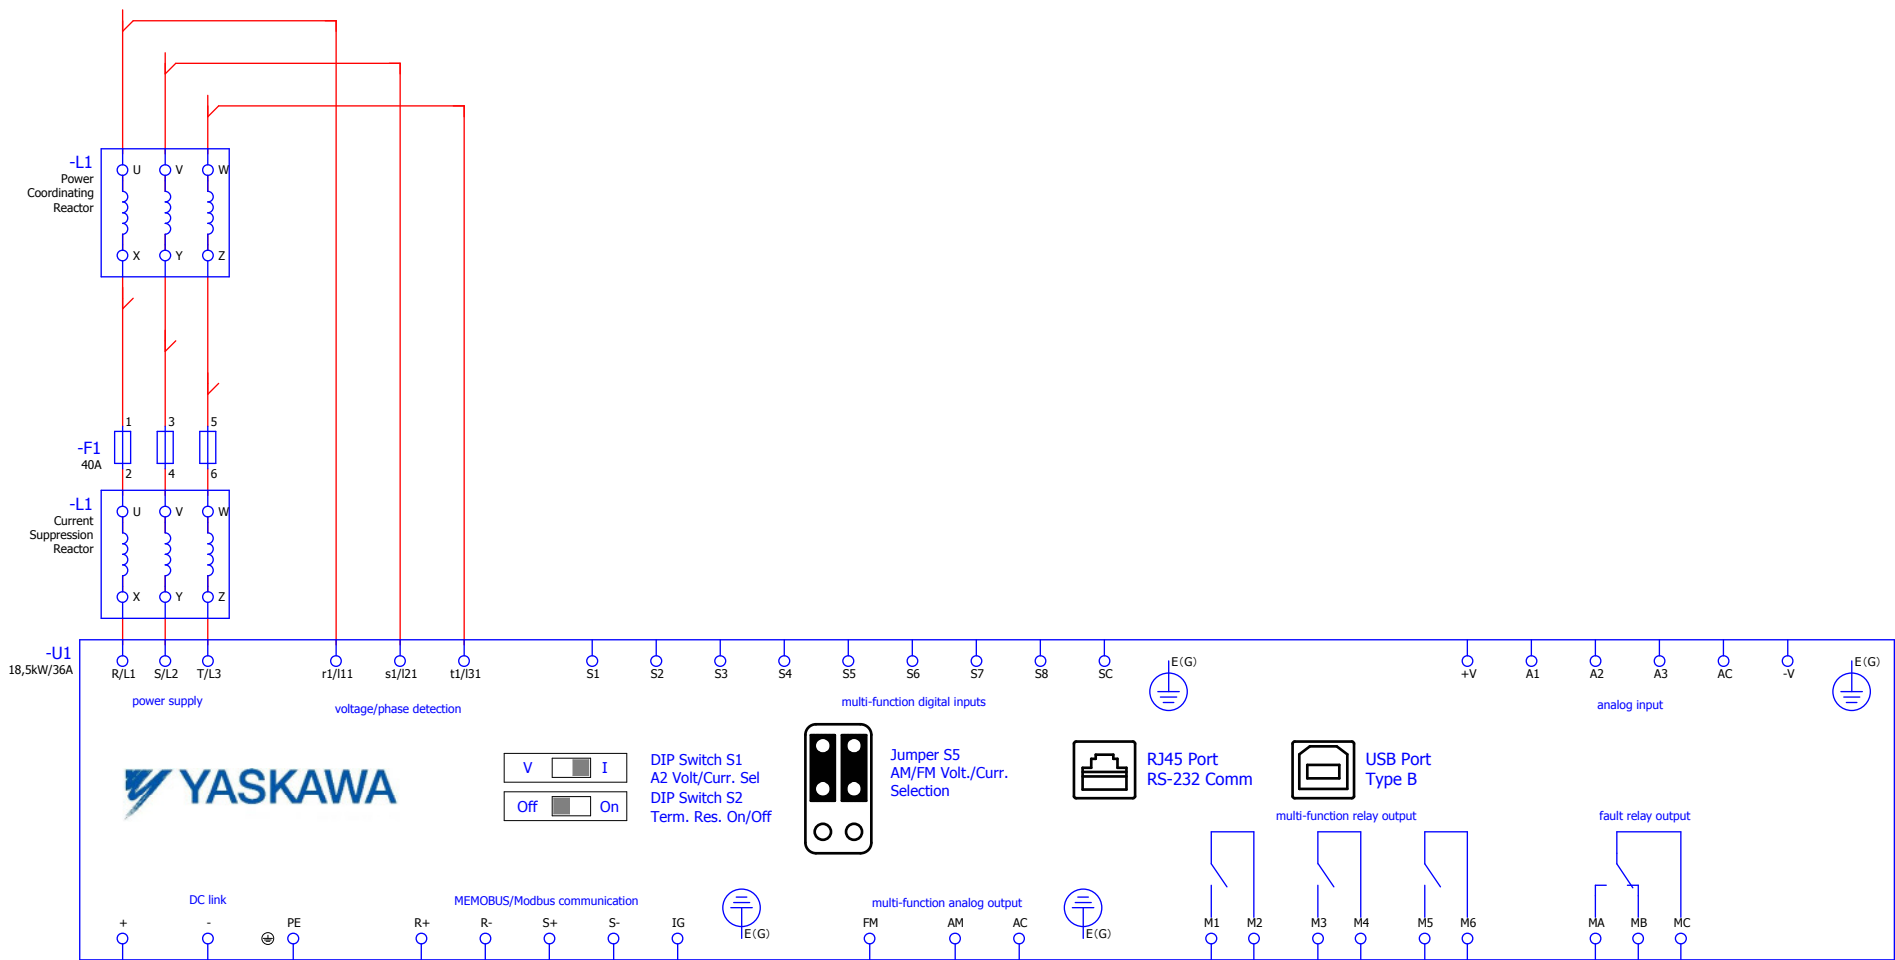 -L1
Power
Coordinating
Reactor
U
V
W
X
Y
Z
1
3
5
-F1
40A
2
4
6
-L1
Current
Suppression
Reactor
U
V
W
X
Y
Z
-U1
18,5kW/36A
R/L1
S/L2
T/L3
r1/l11
s1/l21
t1/l31
S1
S2
S3
S4
S5
S6
S7
S8
SC
E(G)
+V
A1
A2
A3
AC
-V
E(G)
power supply
voltage/phase detection
multi-function digital inputs
analog input
YASKAWA
V
I
DIP Switch S1
A2 Volt/Curr. Sel
Off
On
DIP Switch S2
Term. Res. On/Off
Jumper S5
AM/FM Volt./Curr.
Selection
RJ45 Port
RS-232 Comm
USB Port
Type B
multi-function relay output
fault relay output
DC link
MEMOBUS/Modbus communication
multi-function analog output
+
-
PE
R+
R-
S+
S-
IG
E(G)
FM
AM
AC
E(G)
M1
M2
M3
M4
M5
M6
MA
MB
MC